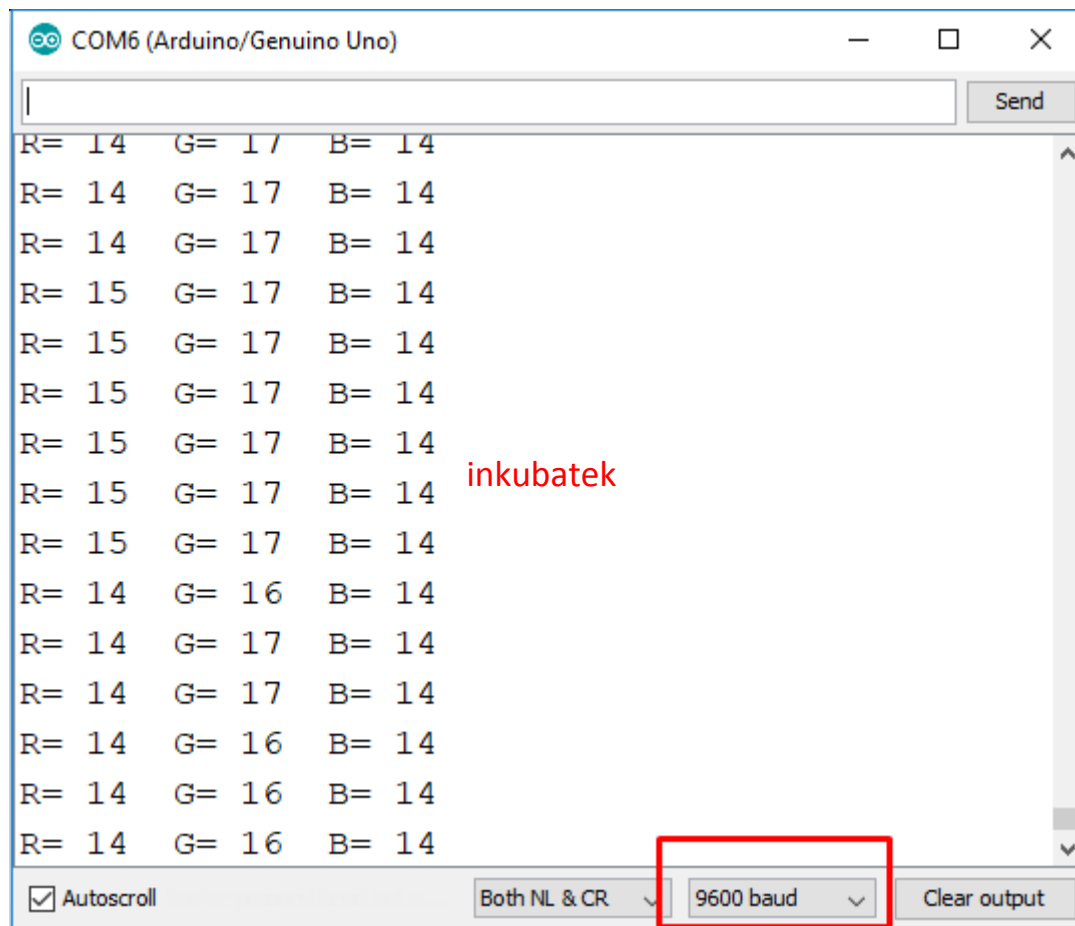 COM6 (Arduino/Genuino Uno)
Send
R= 14 G= 17 B= 14
R= 14 G= 17 B= 14
R= 14 G= 17 B= 14
R= 15 G= 17 B= 14
R= 15 G= 17 B= 14
R= 15 G= 17 B= 14
R= 15 G= 17 B= 14
inkubatek
R= 15 G= 17 B= 14
R= 15 G= 17 B= 14
R= 14 G= 16 B= 14
R= 14 G= 17 B= 14
R= 14 G= 17 B= 14
R= 14 G= 16 B= 14
R= 14 G= 16 B= 14
R= 14 G= 16 B= 14
Autoscroll Both NL & CR 9600 baud Clear output